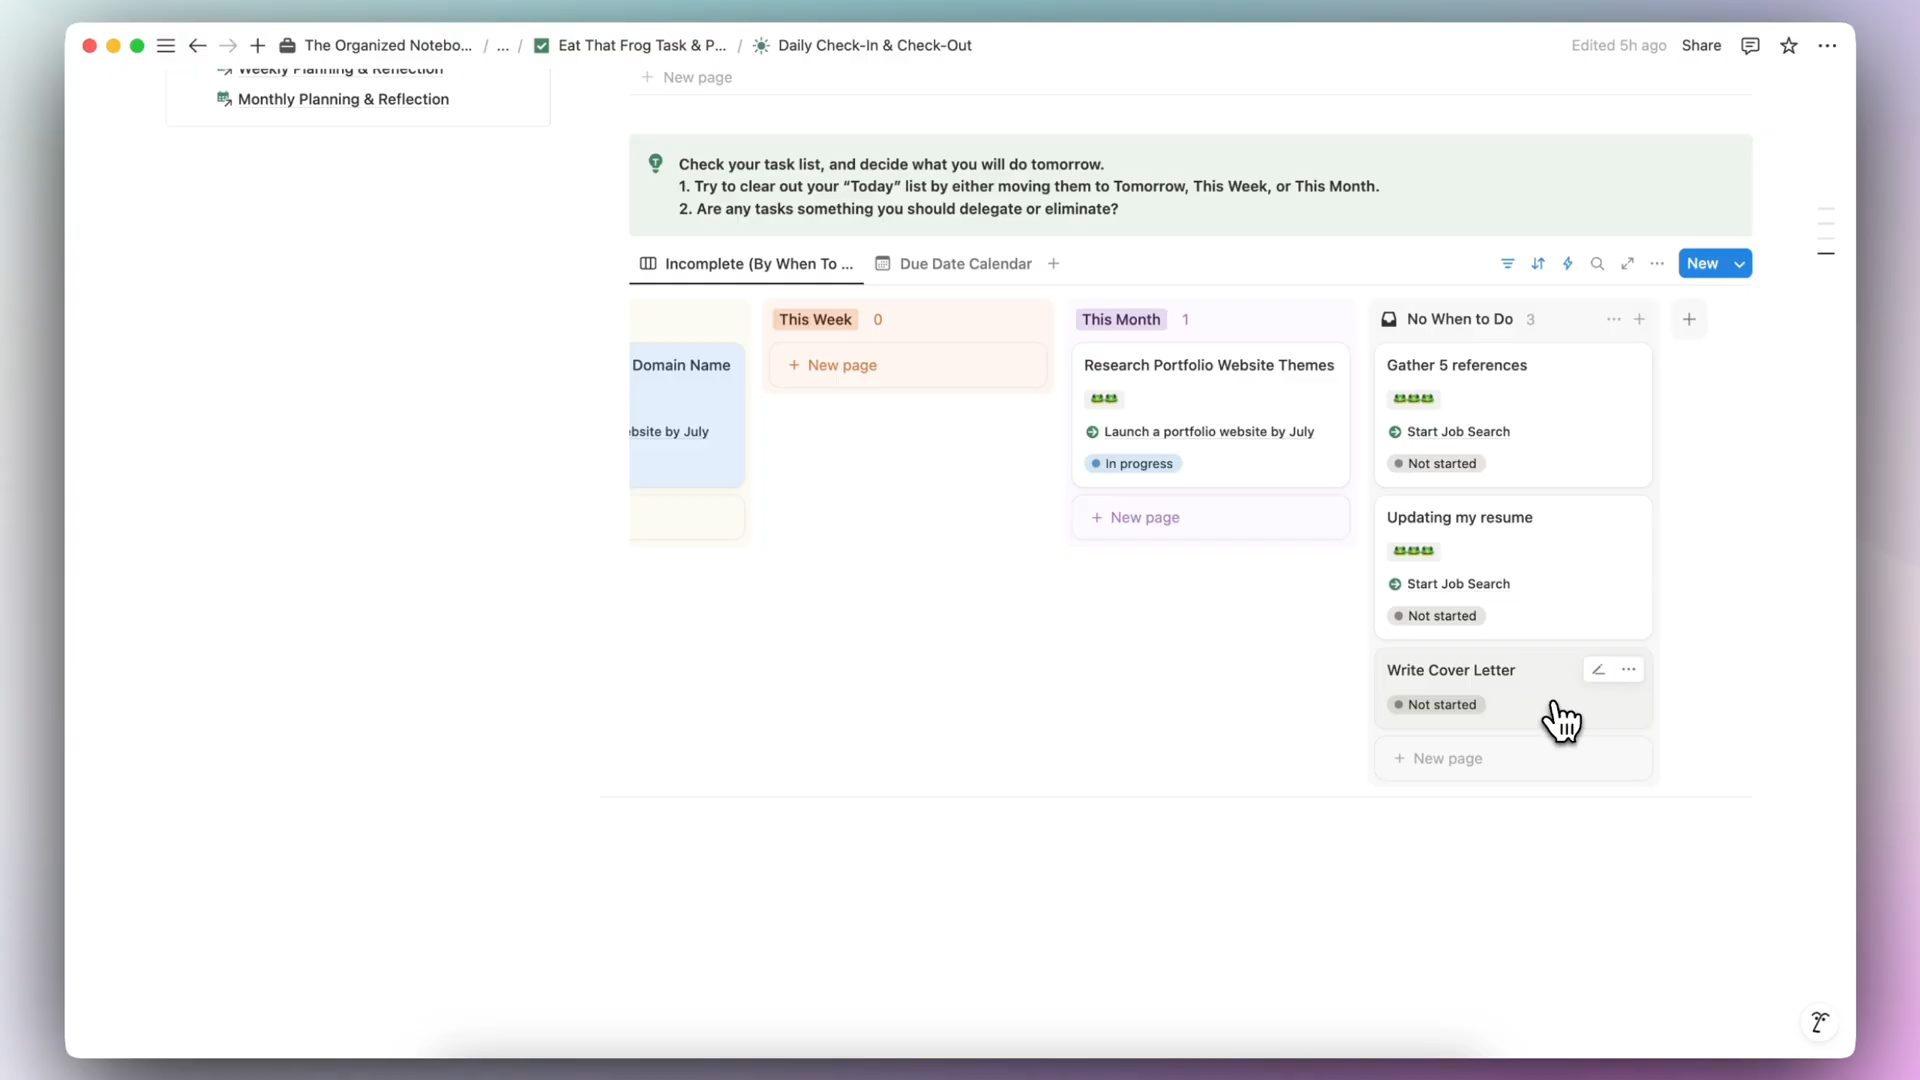 The Organized Notebo... / ... / Eat That Frog Task & P... / Daily Check-In & Check-Out
Edited 5h ago Share
Weekly Planning & Reflection
Monthly Planning & Reflection
New page
Check your task list, and decide what you will do tomorrow.
1. Try to clear out your “Today” list by either moving them to Tomorrow, This Week, or This Month.
2. Are any tasks something you should delegate or eliminate?
Incomplete (By When To ...
Due Date Calendar
New
Domain Name
ebsite by July
This Week 0
New page
This Month 1
Research Portfolio Website Themes
Launch a portfolio website by July
In progress
New page
No When to Do 3
Gather 5 references
Start Job Search
Not started
Updating my resume
Start Job Search
Not started
Write Cover Letter
Not started
New page